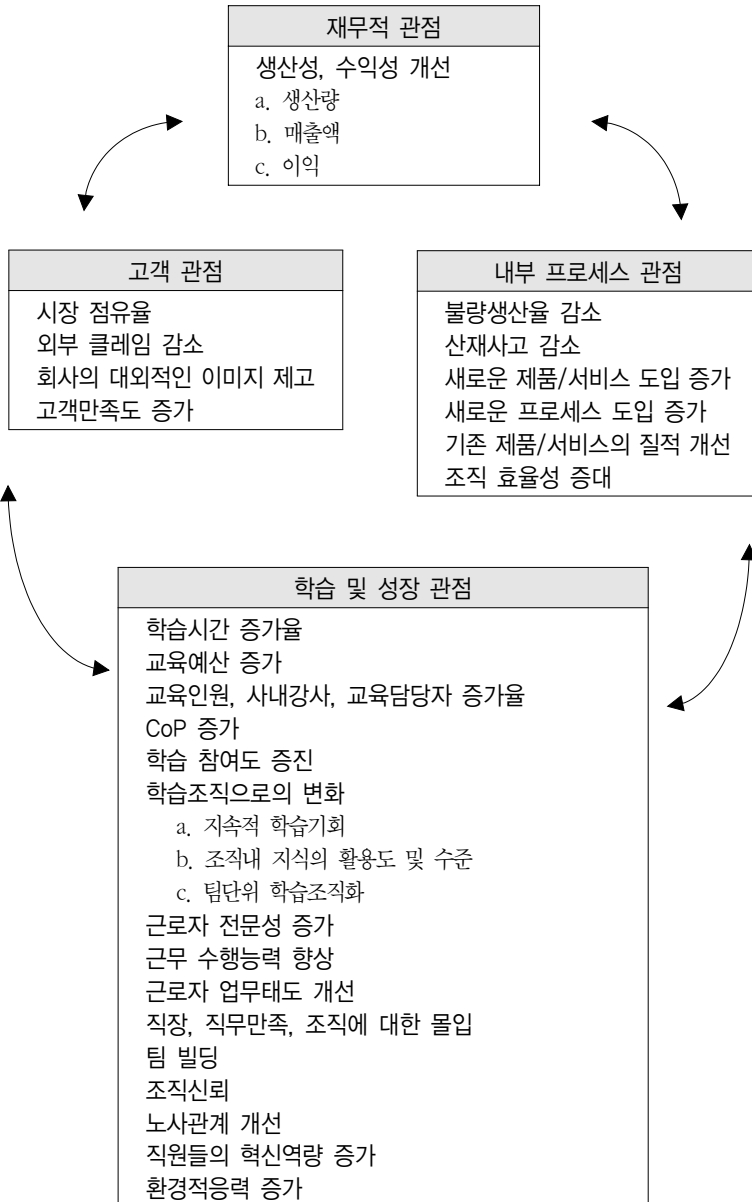 재무적 관점
생산성, 수익성 개선
a. 생산량
b. 매출액
c. 이익
고객 관점
시장 점유율
외부 클레임 감소
회사의 대외적인 이미지 제고
고객만족도 증가
내부 프로세스 관점
불량생산율 감소
산재사고 감소
새로운 제품/서비스 도입 증가
새로운 프로세스 도입 증가
기존 제품/서비스의 질적 개선
조직 효율성 증대
학습 및 성장 관점
학습시간 증가율
교육예산 증가
교육인원, 사내강사, 교육담당자 증가율
CoP 증가
학습 참여도 증진
학습조직으로의 변화
a. 지속적 학습기회
b. 조직내 지식의 활용도 및 수준
c. 팀단위 학습조직화
근로자 전문성 증가
근무 수행능력 향상
근로자 업무태도 개선
직장, 직무만족, 조직에 대한 몰입
팀 빌딩
조직신뢰
노사관계 개선
직원들의 혁신역량 증가
환경적응력 증가